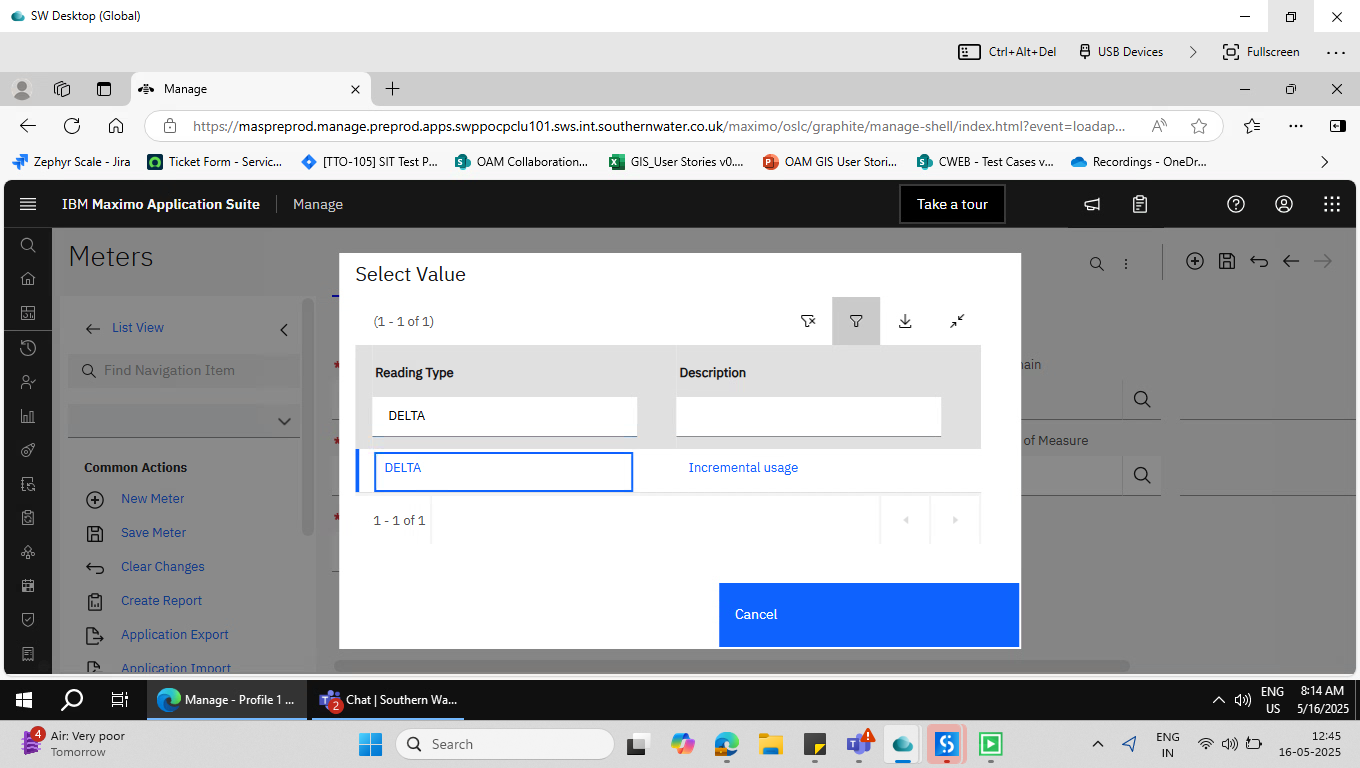 SW Desktop (Global)
Ctrl+Alt+Del
USB Devices
Fullscreen
Manage
https://maspreprod.manage.preprod.apps.swppocpclu101.sws.int.southernwater.co.uk/maximo/oslc/graphite/manage-shell/index.html?event=loadap...
Zephyr Scale - Jira
Ticket Form - Servic...
[TTO-105] SIT Test P...
OAM Collaboration...
GIS_User Stories v0....
OAM GIS User Stori...
CWEB - Test Cases v...
Recordings - OneDr...
IBM Maximo Application Suite
Manage
Take a tour
Meters
List View
Find Navigation Item
Common Actions
New Meter
Save Meter
Clear Changes
Create Report
Application Export
Application Import
Select Value
(1 - 1 of 1)
Reading Type
Description
DELTA
DELTA
Incremental usage
1 - 1 of 1
Cancel
ain
of Measure
Manage - Profile 1 ...
2
Chat | Southern Wa...
ENG
US
8:14 AM
5/16/2025
4
Air: Very poor
Tomorrow
Search
ENG
IN
12:45
16-05-2025